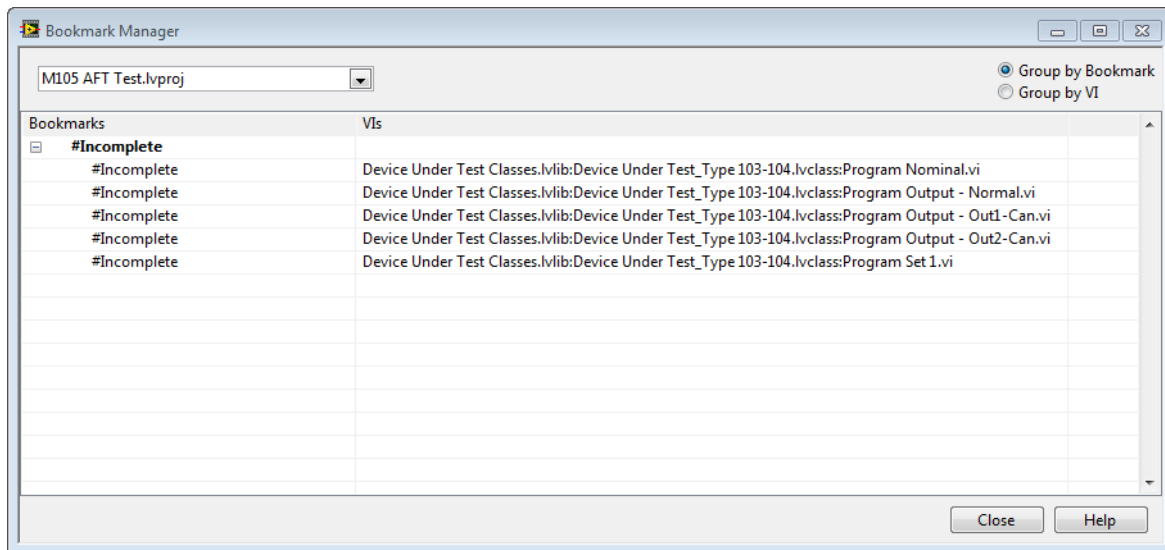 Bookmark Manager
M105 AFT Test.lvproj
Group by Bookmark
Group by VI
Bookmarks VIs
#Incomplete
#Incomplete Device Under Test Classes.lvlib:Device Under Test_Type 103-104.lvclass:Program Nominal.vi
#Incomplete Device Under Test Classes.lvlib:Device Under Test_Type 103-104.lvclass:Program Output - Normal.vi
#Incomplete Device Under Test Classes.lvlib:Device Under Test_Type 103-104.lvclass:Program Output - Out1-Can.vi
#Incomplete Device Under Test Classes.lvlib:Device Under Test_Type 103-104.lvclass:Program Output - Out2-Can.vi
#Incomplete Device Under Test Classes.lvlib:Device Under Test_Type 103-104.lvclass:Program Set 1.vi
Close Help